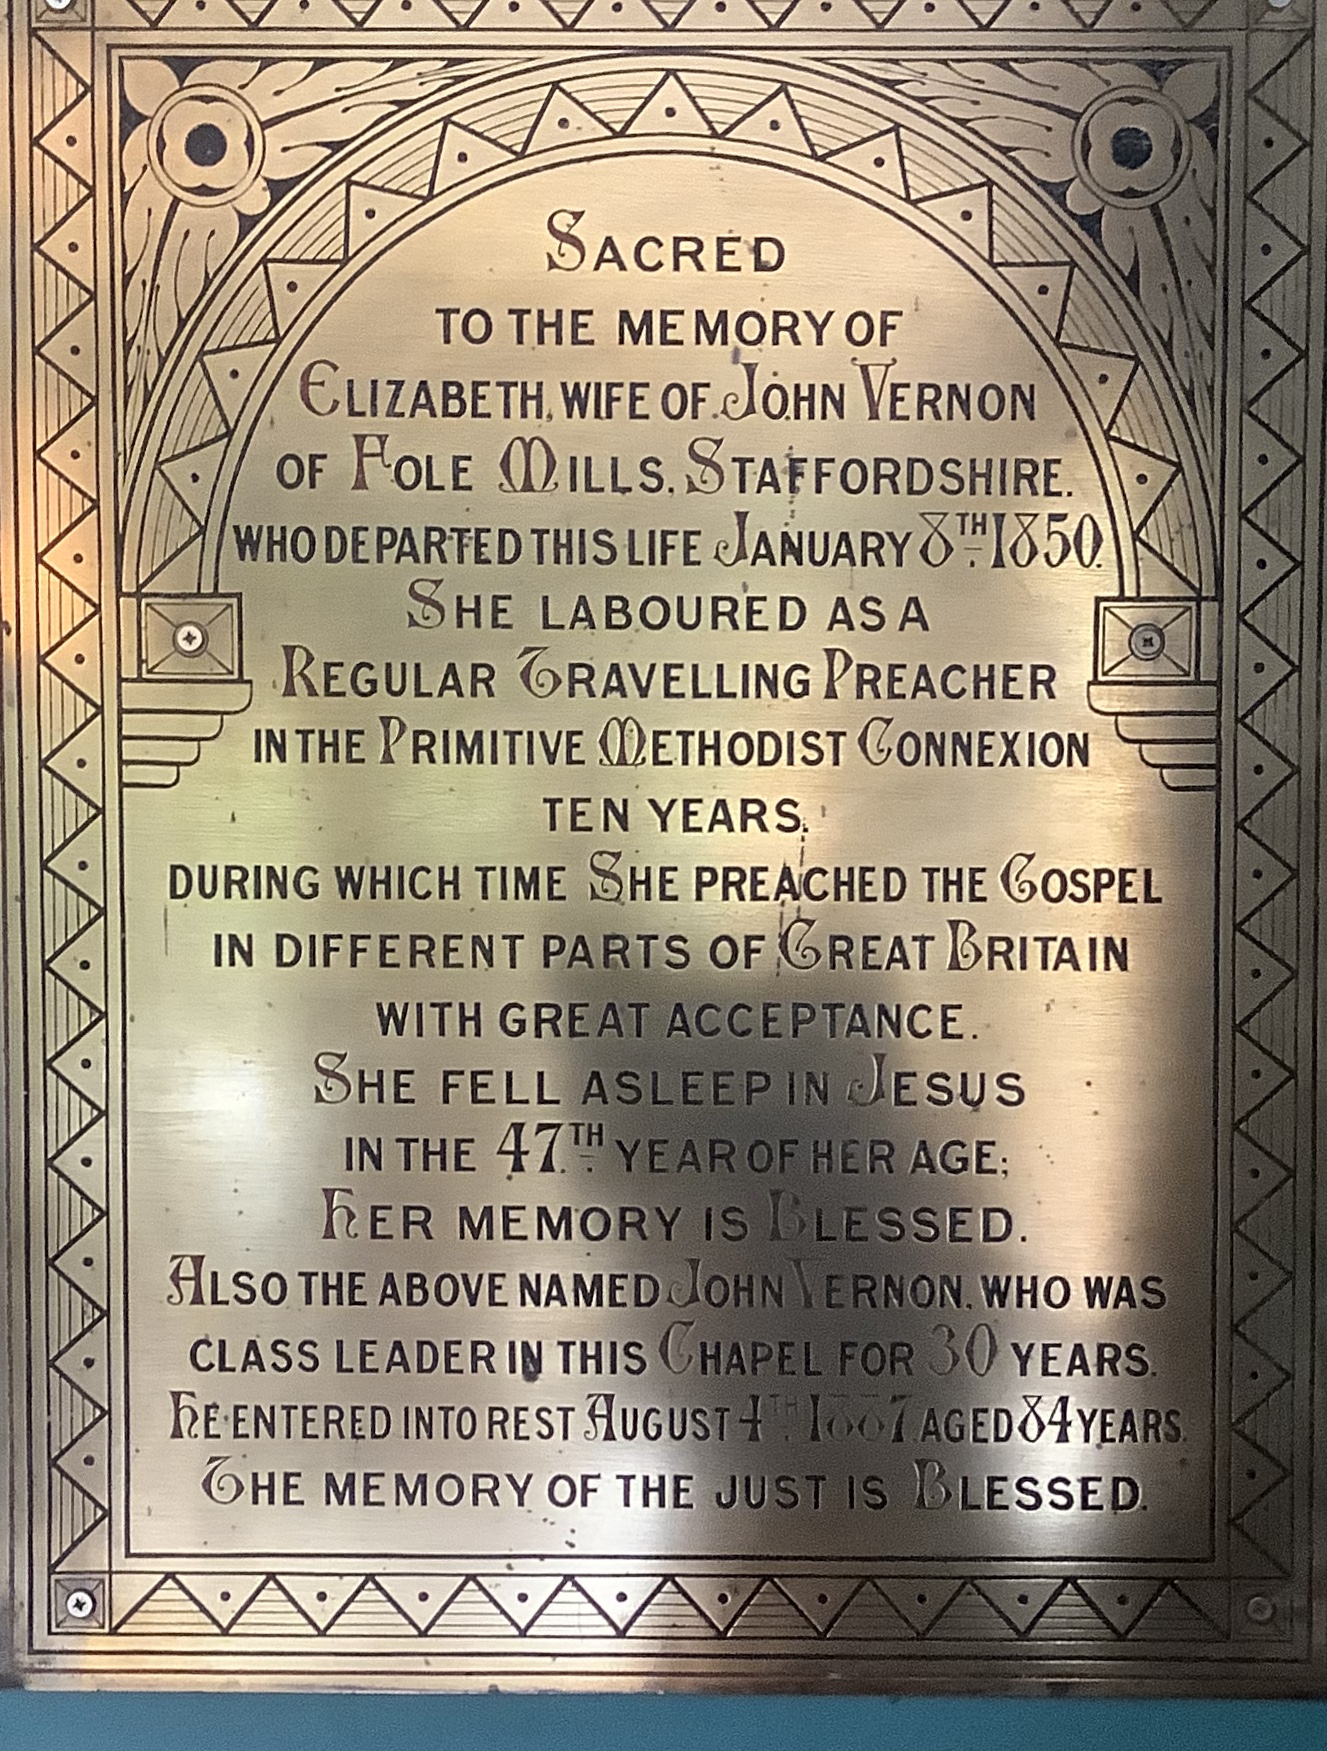 SACRED
TO THE MEMORY OF
ELIZABETH, WIFE OF JOHN VERNON
OF FOLE MILLS, STAFFORDSHIRE.
WHO DEPARTED THIS LIFE JANUARY 8TH 1850.
SHE LABOURED AS A
REGULAR TRAVELLING PREACHER
IN THE PRIMITIVE METHODIST CONNEXION
TEN YEARS,
DURING WHICH TIME SHE PREACHED THE GOSPEL
IN DIFFERENT PARTS OF GREAT BRITAIN
WITH GREAT ACCEPTANCE.
SHE FELL ASLEEP IN JESUS
IN THE 47TH YEAR OF HER AGE;
HER MEMORY IS BLESSED.
ALSO THE ABOVE NAMED JOHN VERNON, WHO WAS
CLASS LEADER IN THIS CHAPEL FOR 30 YEARS.
HE ENTERED INTO REST AUGUST 4TH 1887 AGED 84 YEARS.
THE MEMORY OF THE JUST IS BLESSED.